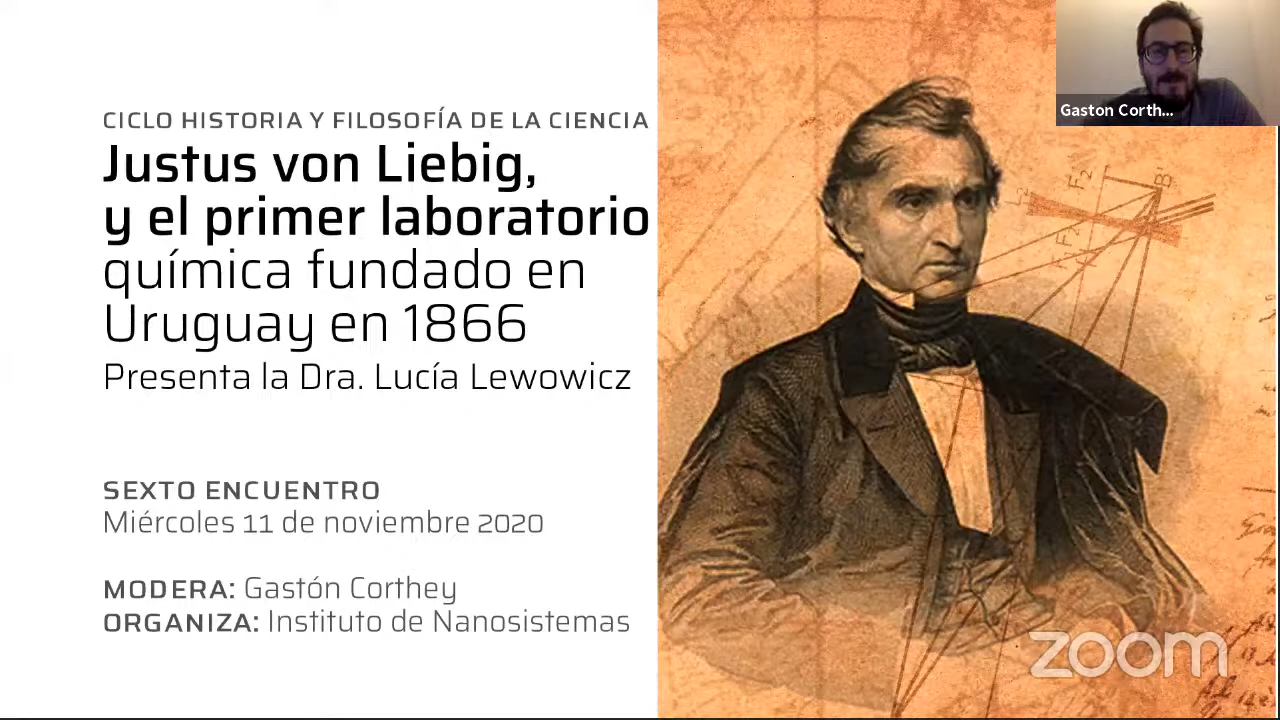 CICLO HISTORIA Y FILOSOFÍA DE LA CIENCIA
Justus von Liebig,
y el primer laboratorio
química fundado en
Uruguay en 1866
Presenta la Dra. Lucía Lewowicz
SEXTO ENCUENTRO
Miércoles 11 de noviembre 2020
MODERA: Gastón Corthey
ORGANIZA: Instituto de Nanosistemas
Gaston Corth...
B
zoom